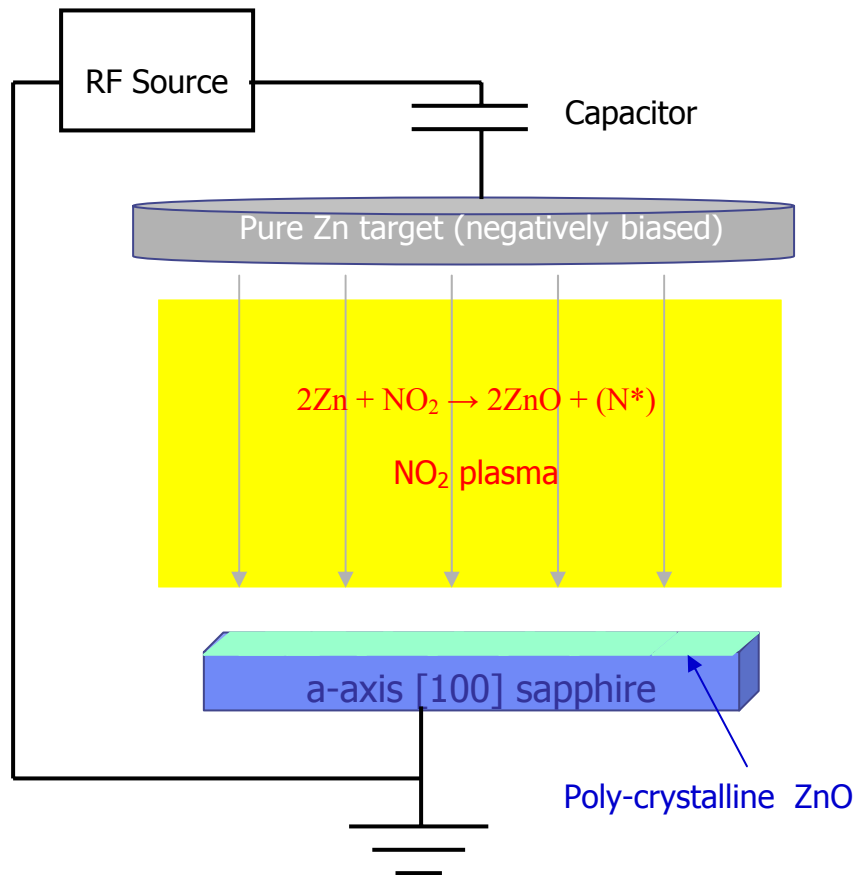 RF Source
Capacitor
Pure Zn target (negatively biased)
2Zn + NO₂ → 2ZnO + (N*)
NO₂ plasma
a-axis [100] sapphire
Poly-crystalline ZnO